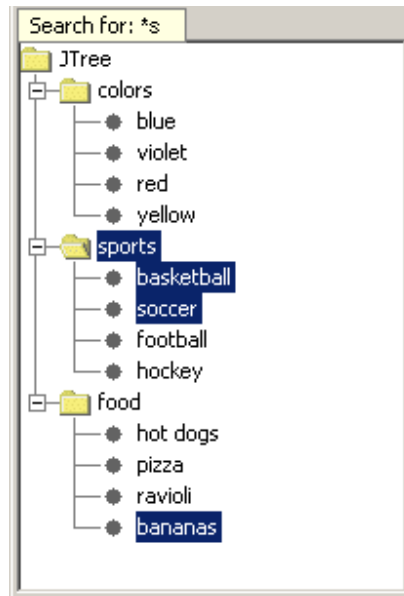 Search for: *s
JTree
colors
blue
violet
red
yellow
sports
basketball
soccer
football
hockey
food
hot dogs
pizza
ravioli
bananas